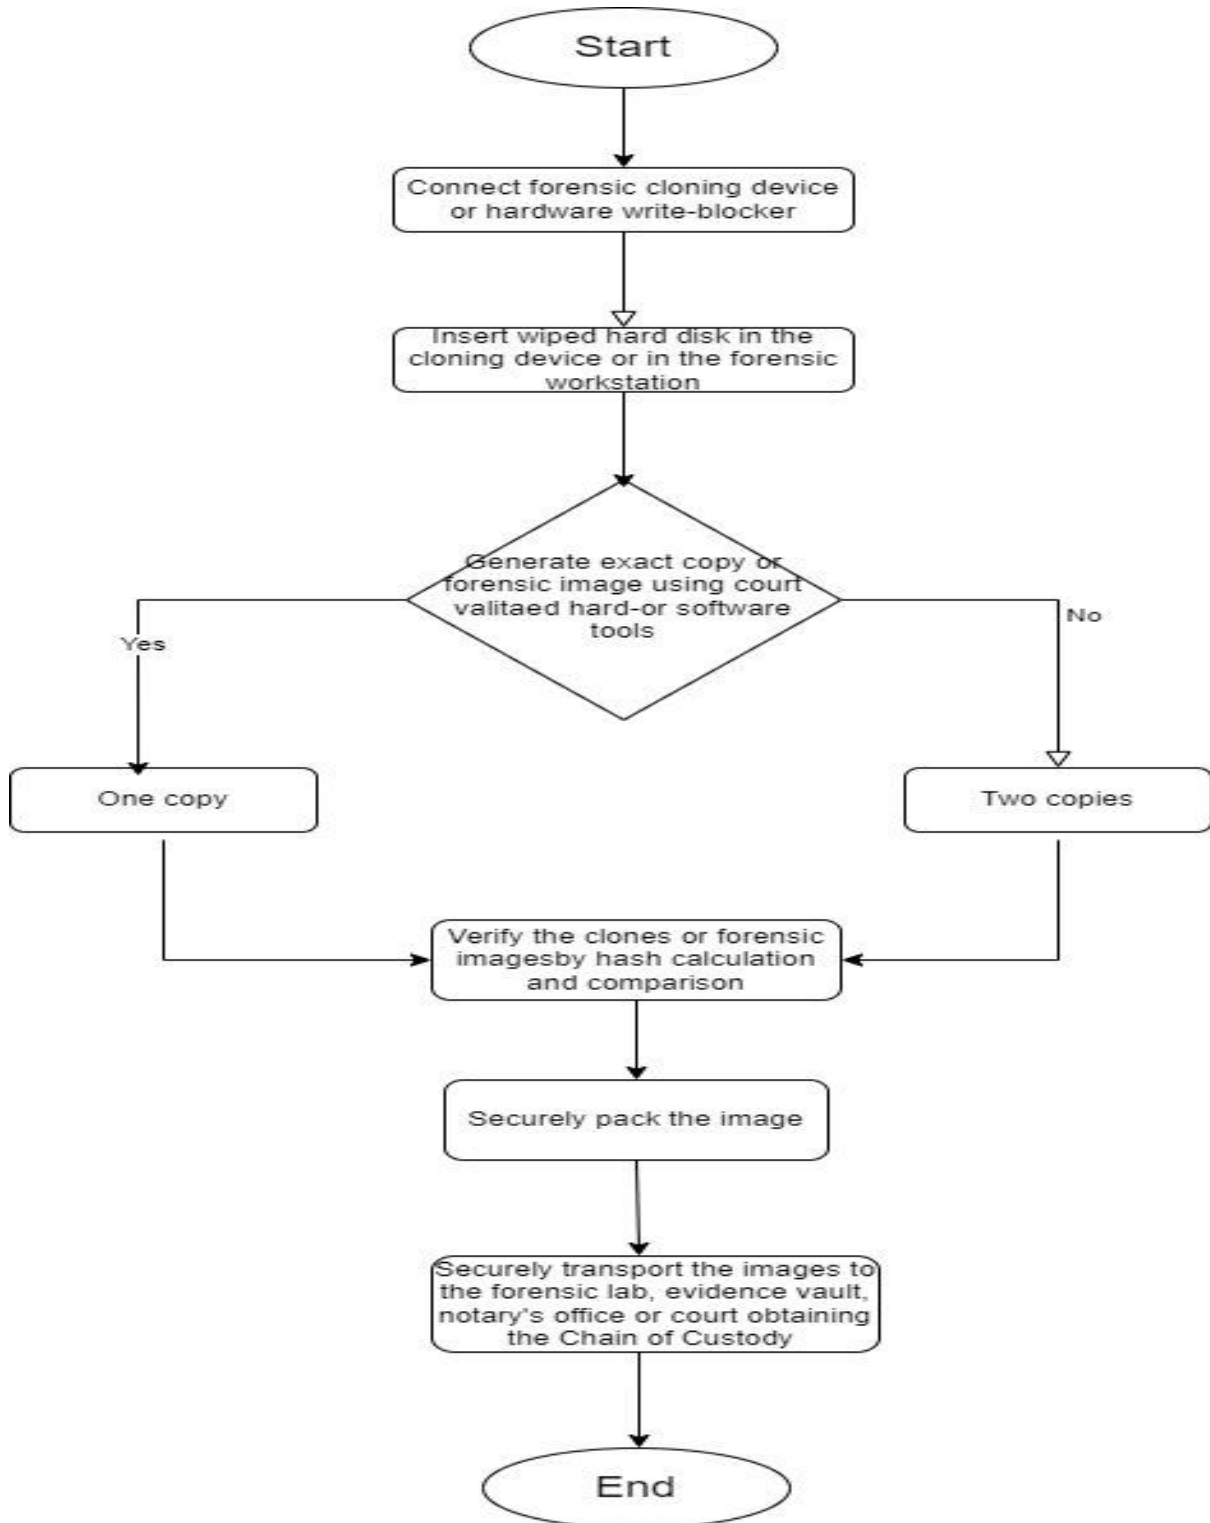 Start
Connect forensic cloning device
or hardware write-blocker
Insert wiped hard disk in the
cloning device or in the forensic
workstation
Generate exact copy or
forensic image using court
valitaed hard-or software
tools
Yes
No
One copy
Two copies
Verify the clones or forensic
imagesby hash calculation
and comparison
Securely pack the image
Securely transport the images to
the forensic lab, evidence vault,
notary's office or court obtaining
the Chain of Custody
End